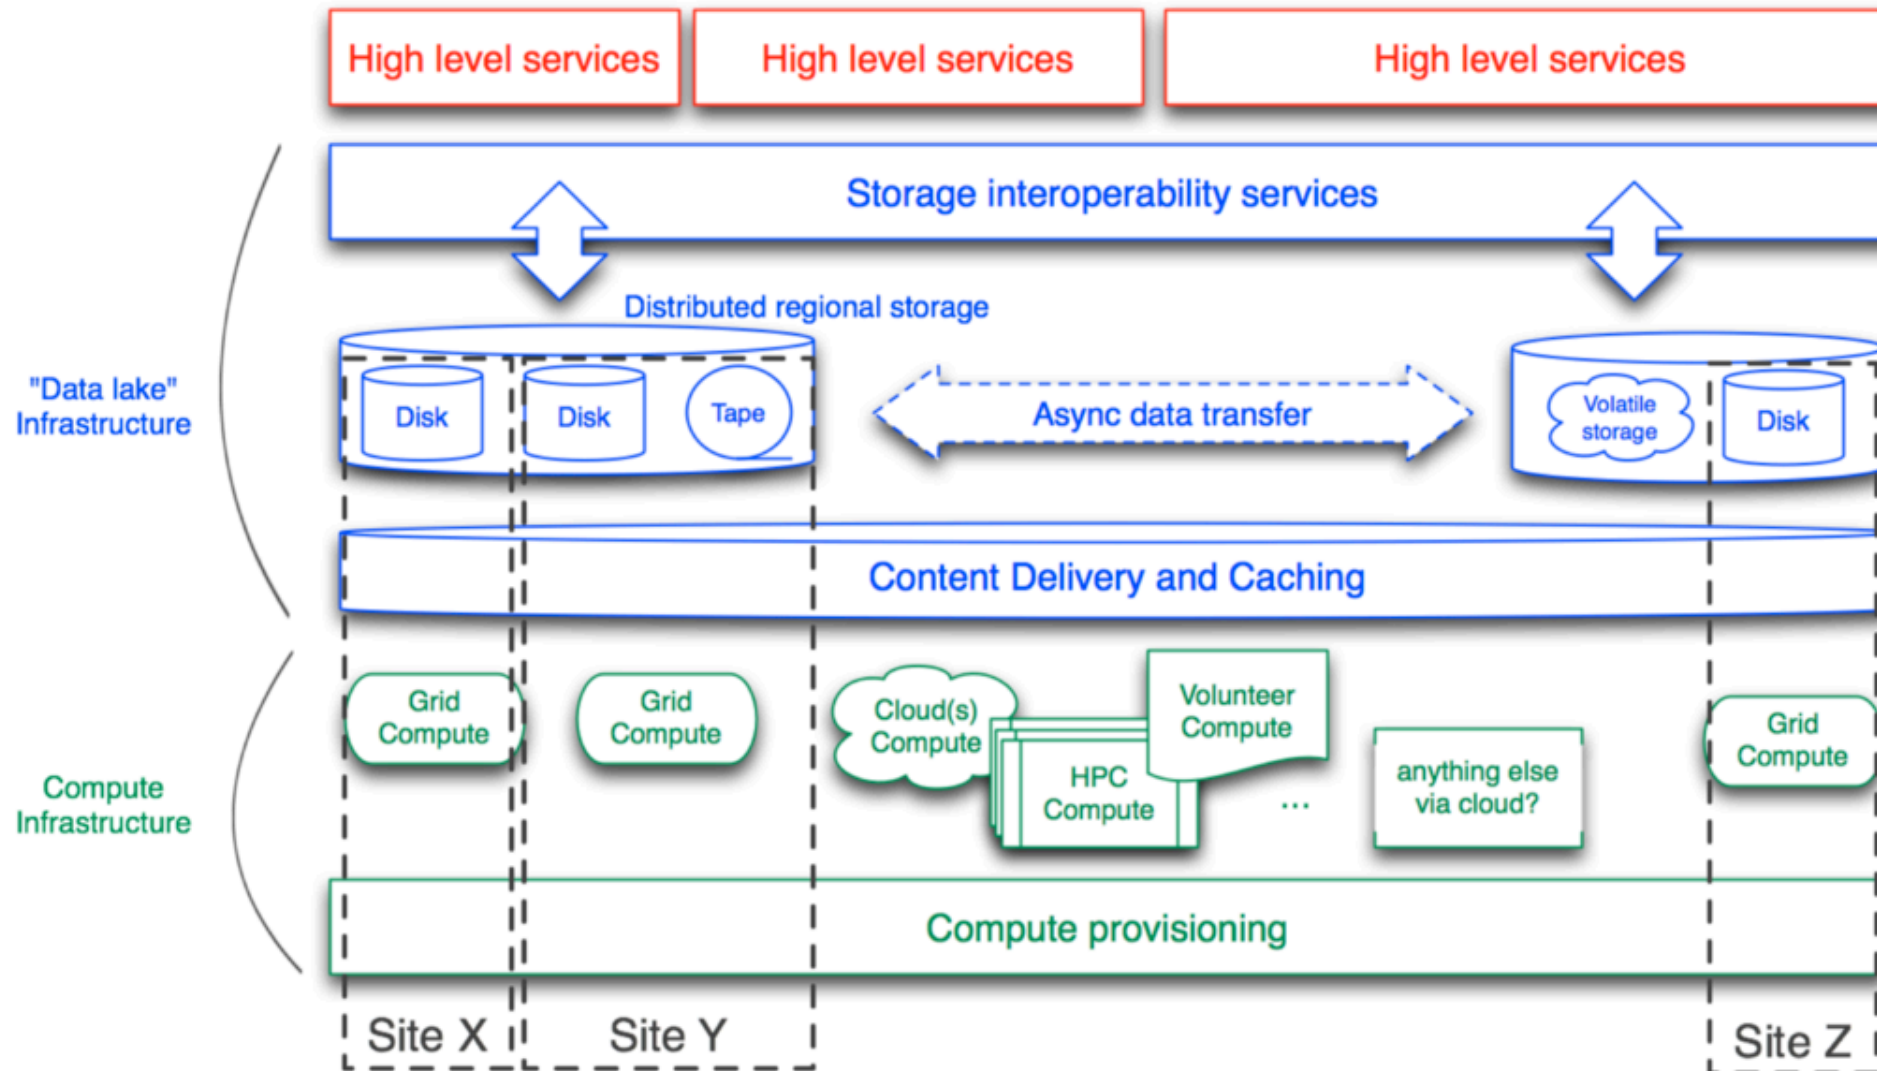 High level services
High level services
High level services
Storage interoperability services
Distributed regional storage
"Data lake"
Infrastructure
Disk
Disk
Tape
Async data transfer
Volatile
storage
Disk
Content Delivery and Caching
Grid
Compute
Grid
Compute
Cloud(s)
Compute
HPC
Compute
Volunteer
Compute
...
anything else
via cloud?
Grid
Compute
Compute
Infrastructure
Compute provisioning
Site X
Site Y
Site Z